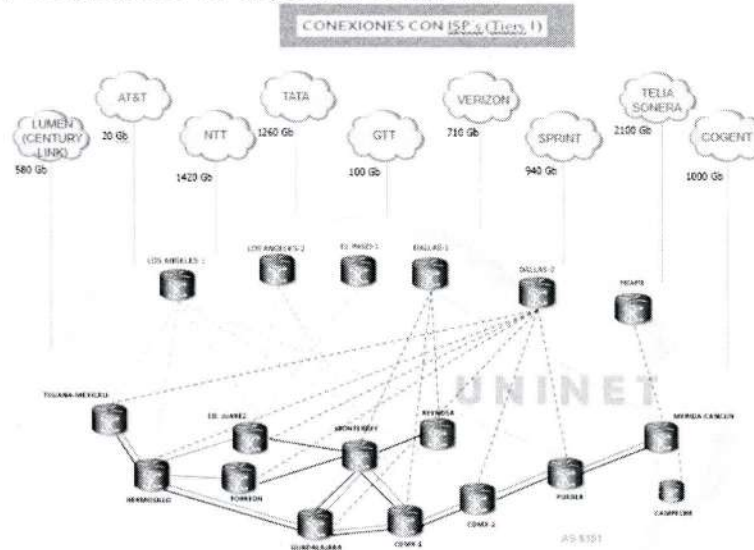 CONEXIONES CON ISP´s (Tiers 1)
AT&T
20 Gb
TATA
1260 Gb
VERIZON
710 Gb
TELIA
SONERA
2100 Gb
LUMEN
(CENTURY
LINK)
580 Gb
NTT
1420 Gb
GTT
100 Gb
SPRINT
940 Gb
COGENT
1000 Gb
LOS ANGELES-1
LOS ANGELES-2
EL PASO-1
DALLAS-1
DALLAS-2
MIAMI
UNINET
TIJUANA-MEXICALI
CD. JUAREZ
MONTERREY
REYNOSA
MERIDA-CANCUN
HERMOSILLO
TORREON
GUADALAJARA
CDMX-1
CDMX-2
PUEBLA
CAMPECHE
AS 8151